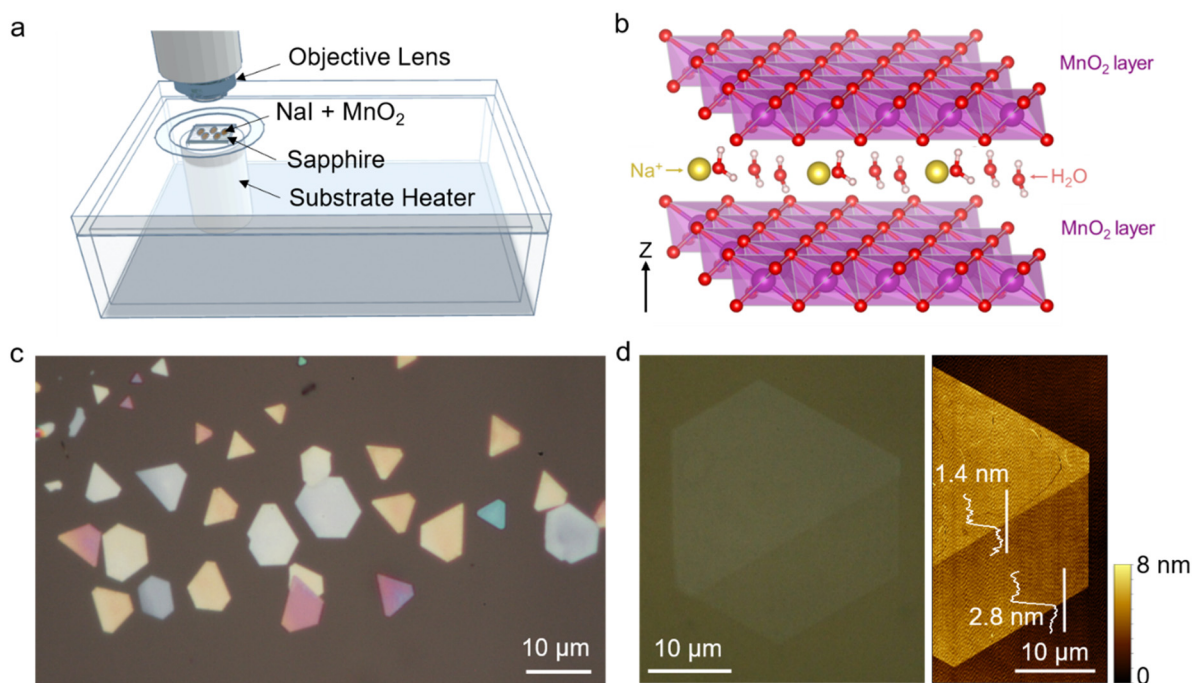 a
Objective Lens
NaI + MnO₂
Sapphire
Substrate Heater
b
MnO₂ layer
Na⁺
H₂O
MnO₂ layer
Z
c
10 µm
d
10 µm
1.4 nm
2.8 nm
10 µm
8 nm
0